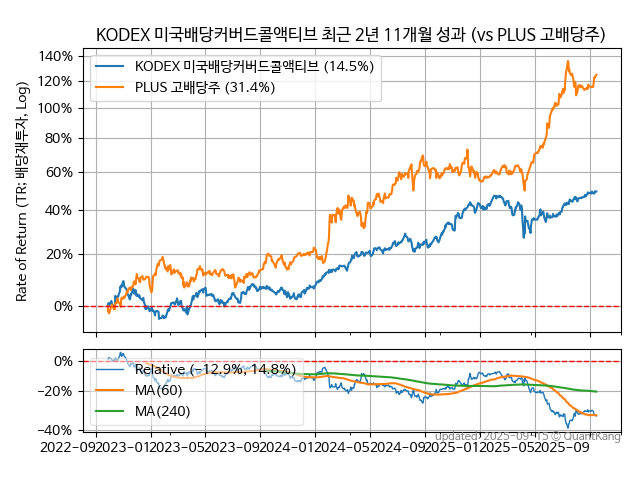 KODEX 미국배당커버드콜액티브 최근 2년 11개월 성과 (vs PLUS 고배당주)
140%
120%
100%
80%
60%
40%
20%
0%
Rate of Return (TR: 배당재투자, Log)
KODEX 미국배당커버드콜액티브 (14.5%)
PLUS 고배당주 (31.4%)
0%
−20%
−40%
Relative (−12.9%, 14.8%)
MA(60)
MA(240)
2022−09 2023−01 2023−05 2023−09 2024−01 2024−05 2024−09 2025−01 2025−05 2025−09
updated: 2025−09−15 © QuantKang